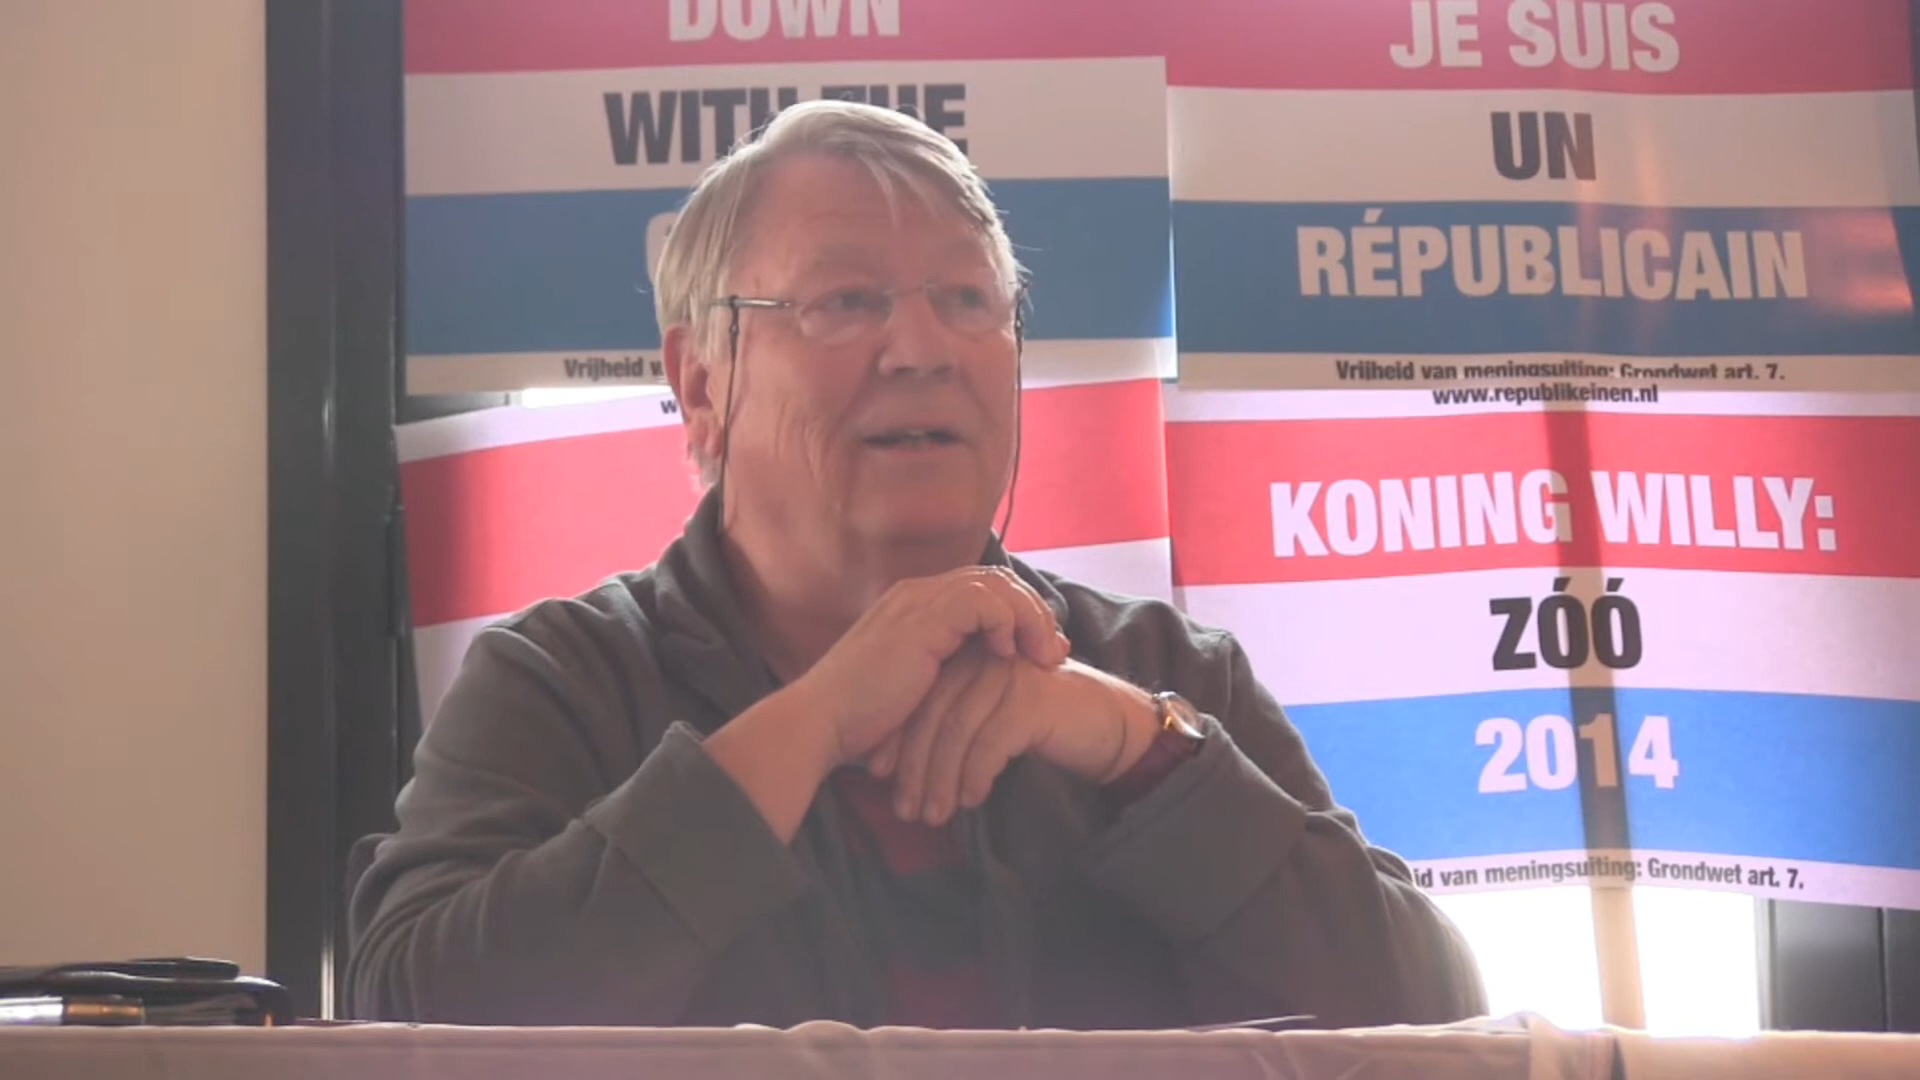 DOWN
WITH THE
Vrijheid
JE SUIS
UN
RÉPUBLICAIN
Vrijheid van meningsuiting: Grondwet art. 7.
www.republikeinen.nl
KONING WILLY:
ZÓÓ
2014
van meningsuiting: Grondwet art. 7.